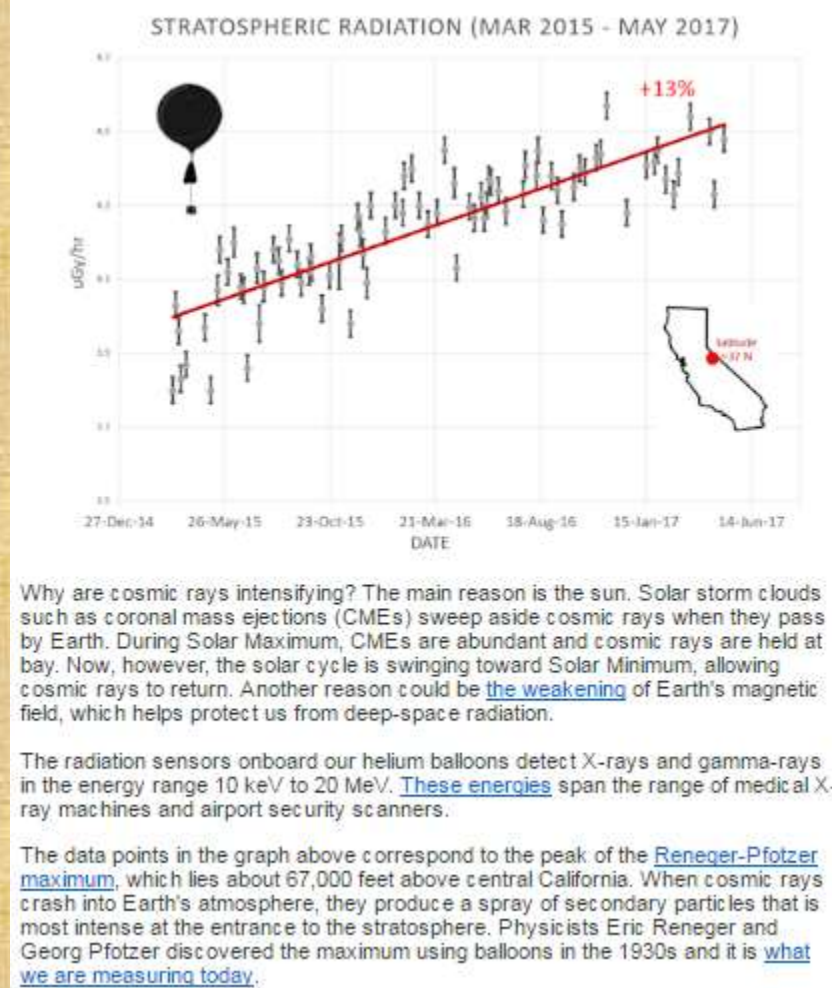 STRATOSPHERIC RADIATION (MAR 2015 - MAY 2017)
+13%
uGy/hr
latitude
37 N
27-Dec-14 26-May-15 23-Oct-15 21-Mar-16 18-Aug-16 15-Jan-17 14-Jun-17
DATE
Why are cosmic rays intensifying? The main reason is the sun. Solar storm clouds
such as coronal mass ejections (CMEs) sweep aside cosmic rays when they pass
by Earth. During Solar Maximum, CMEs are abundant and cosmic rays are held at
bay. Now, however, the solar cycle is swinging toward Solar Minimum, allowing
cosmic rays to return. Another reason could be the weakening of Earth's magnetic
field, which helps protect us from deep-space radiation.
The radiation sensors onboard our helium balloons detect X-rays and gamma-rays
in the energy range 10 keV to 20 MeV. These energies span the range of medical X-
ray machines and airport security scanners.
The data points in the graph above correspond to the peak of the Reneger-Pfotzer
maximum, which lies about 67,000 feet above central California. When cosmic rays
crash into Earth's atmosphere, they produce a spray of secondary particles that is
most intense at the entrance to the stratosphere. Physicists Eric Reneger and
Georg Pfotzer discovered the maximum using balloons in the 1930s and it is what
we are measuring today.